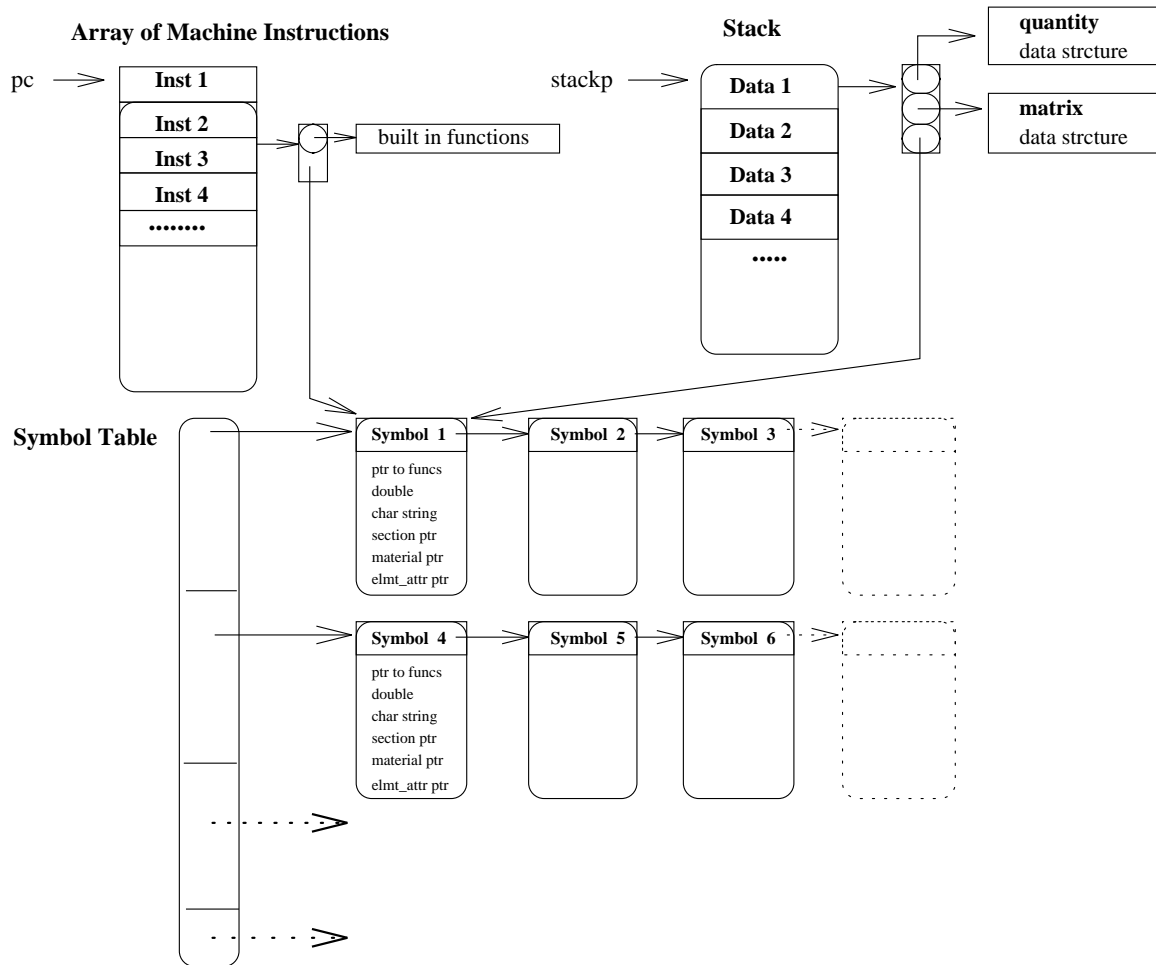 Array of Machine Instructions
pc
Inst 1
Inst 2
Inst 3
Inst 4
........
built in functions
Stack
stackp
Data 1
Data 2
Data 3
Data 4
.....
quantity
data strcture
matrix
data strcture
Symbol Table
Symbol 1
ptr to funcs
double
char string
section ptr
material ptr
elmt_attr ptr
Symbol 2
Symbol 3
Symbol 4
ptr to funcs
double
char string
section ptr
material ptr
elmt_attr ptr
Symbol 5
Symbol 6